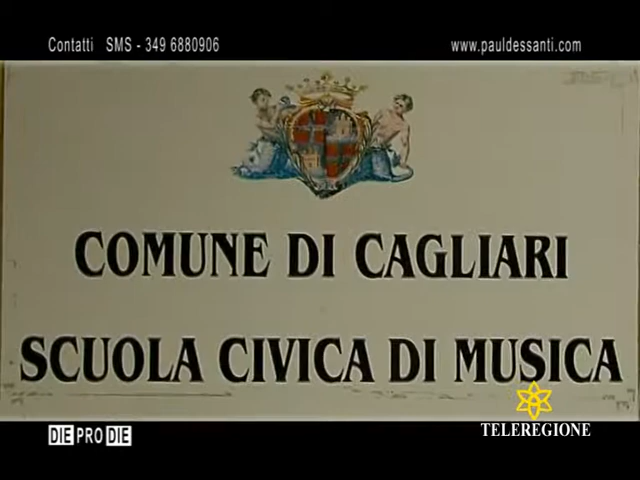 Contatti SMS - 349 6880906
www.pauldessanti.com
COMUNE DI CAGLIARI
SCUOLA CIVICA DI MUSICA
DIE PRO DIE
TELEREGIONE